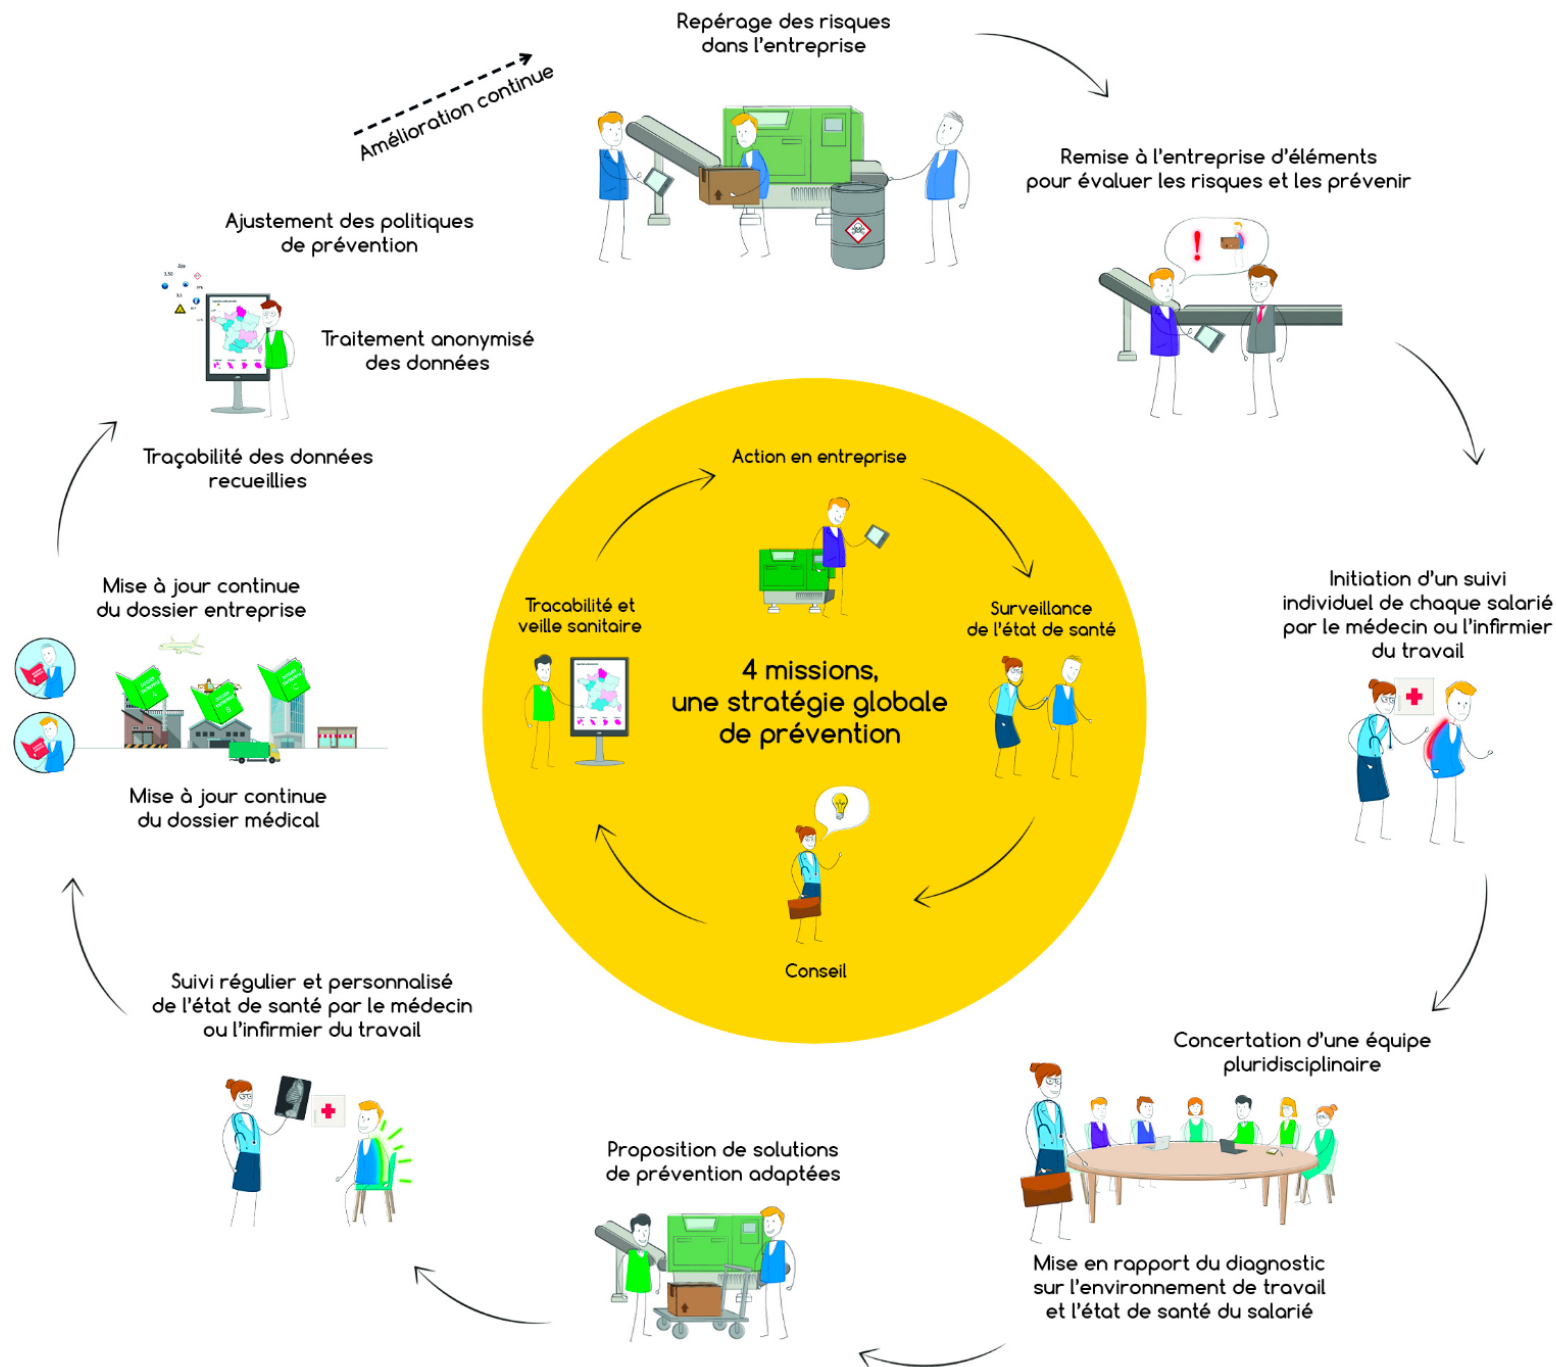 Repérage des risques
dans l'entreprise
Amélioration continue
Remise à l'entreprise d'éléments
pour évaluer les risques et les prévenir
Ajustement des politiques
de prévention
Traitement anonymisé
des données
Traçabilité des données
recueillies
Action en entreprise
Mise à jour continue
du dossier entreprise
Tracabilité et
veille sanitaire
Surveillance
de l'état de santé
Initiation d'un suivi
individuel de chaque salarié
par le médecin ou l'infirmier
du travail
4 missions,
une stratégie globale
de prévention
Mise à jour continue
du dossier médical
Conseil
Suivi régulier et personnalisé
de l'état de santé par le médecin
ou l'infirmier du travail
Concertation d'une équipe
pluridisciplinaire
Proposition de solutions
de prévention adaptées
Mise en rapport du diagnostic
sur l'environnement de travail
et l'état de santé du salarié